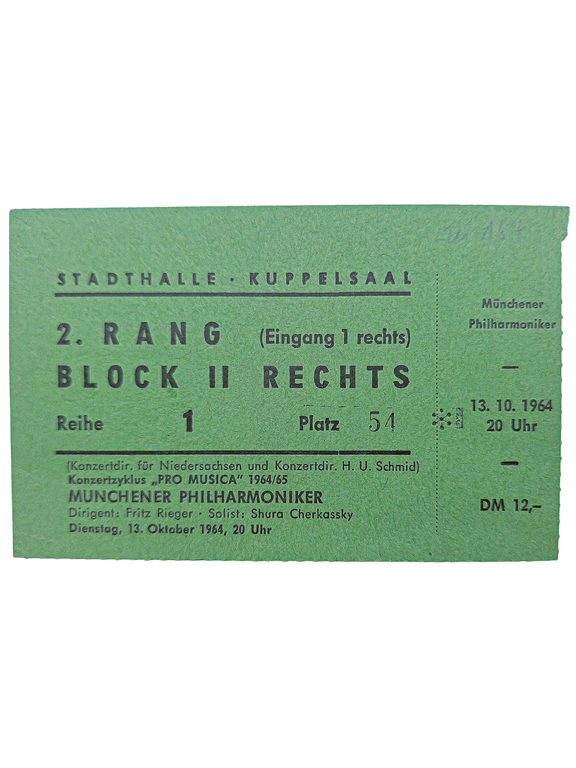 STADTHALLE · KUPPELSAAL
2. RANG (Eingang 1 rechts)
BLOCK II RECHTS
Reihe 1 Platz 54
(Konzertdir. für Niedersachsen und Konzertdir. H. U. Schmid)
Konzertzyklus „PRO MUSICA" 1964/65
MÜNCHENER PHILHARMONIKER
Dirigent: Fritz Rieger · Solist: Shura Cherkassky
Dienstag, 13. Oktober 1964, 20 Uhr
Münchener
Philharmoniker
—
13. 10. 1964
20 Uhr
—
DM 12,–